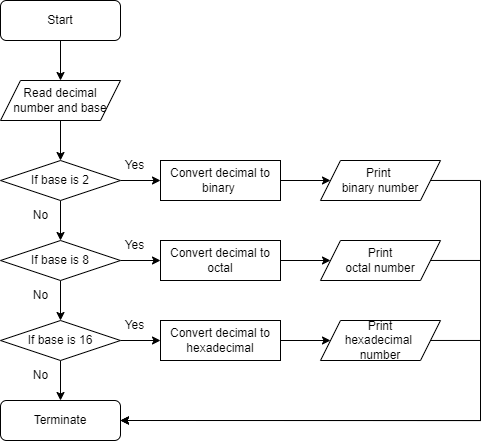 Start
Read decimal
number and base
If base is 2
Yes
Convert decimal to
binary
Print
binary number
No
If base is 8
Yes
Convert decimal to
octal
Print
octal number
No
If base is 16
Yes
Convert decimal to
hexadecimal
Print
hexadecimal
number
No
Terminate